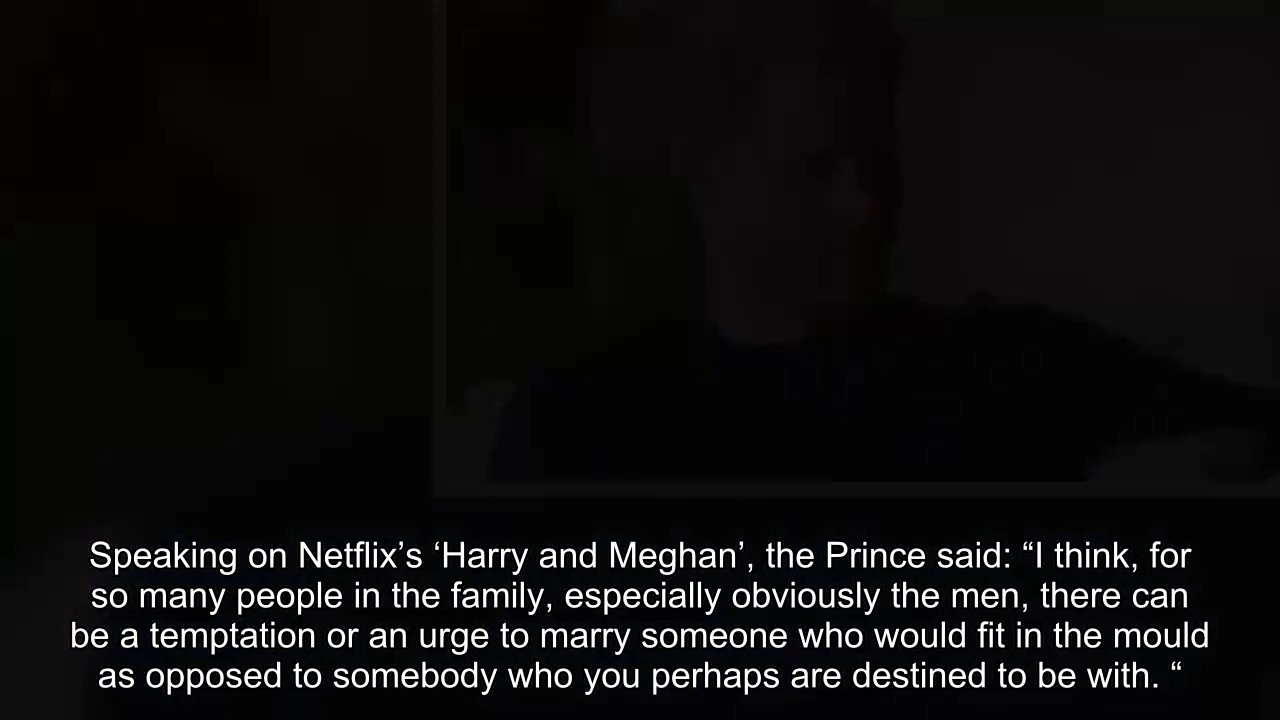 Speaking on Netflix’s ‘Harry and Meghan’, the Prince said: “I think, for
so many people in the family, especially obviously the men, there can
be a temptation or an urge to marry someone who would fit in the mould
as opposed to somebody who you perhaps are destined to be with. “